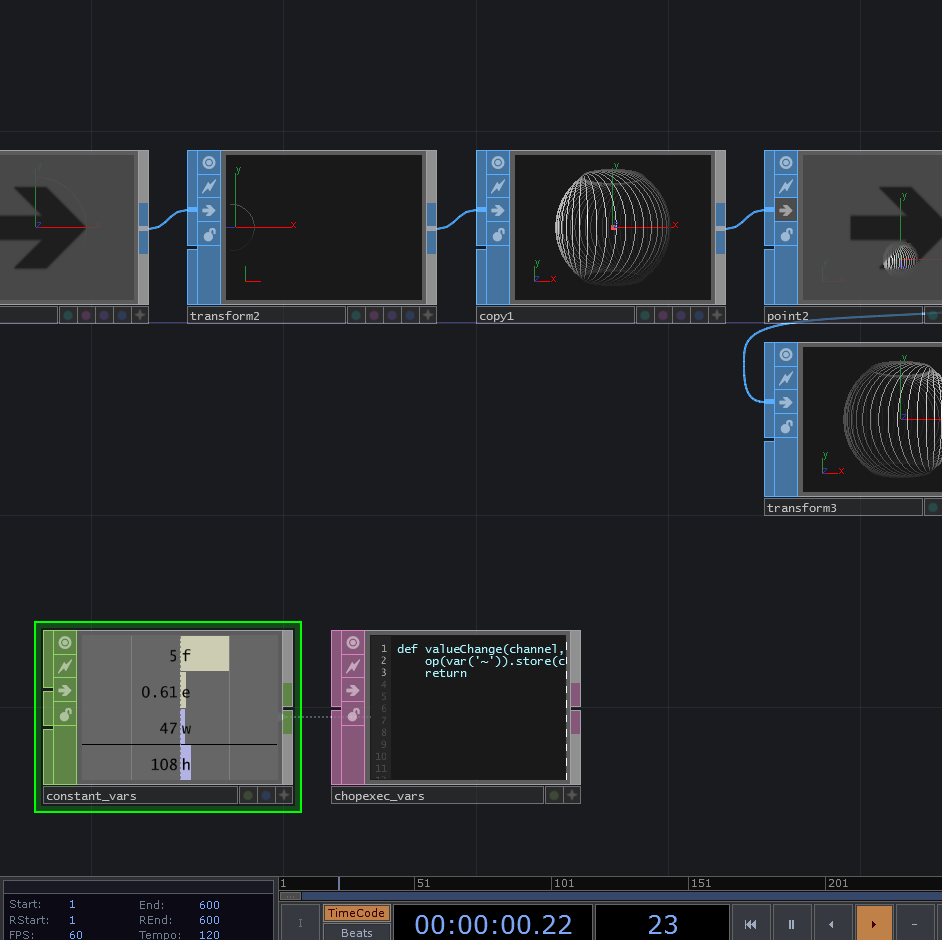 y
x
y
x
y
x
y
transform2
copy1
point2
y
y
x
transform3
5 f
0.61 e
47 w
108 h
constant_vars
1 def valueChange(channel,
2 op(var('~')).store(c
3 return
4
5
6
7
8
9
10
11
chopexec_vars
1 51 101 151 201
Start: 1 End: 600
RStart: 1 REnd: 600
FPS: 60 Tempo: 120
I
TimeCode
Beats
00:00:00.22
23